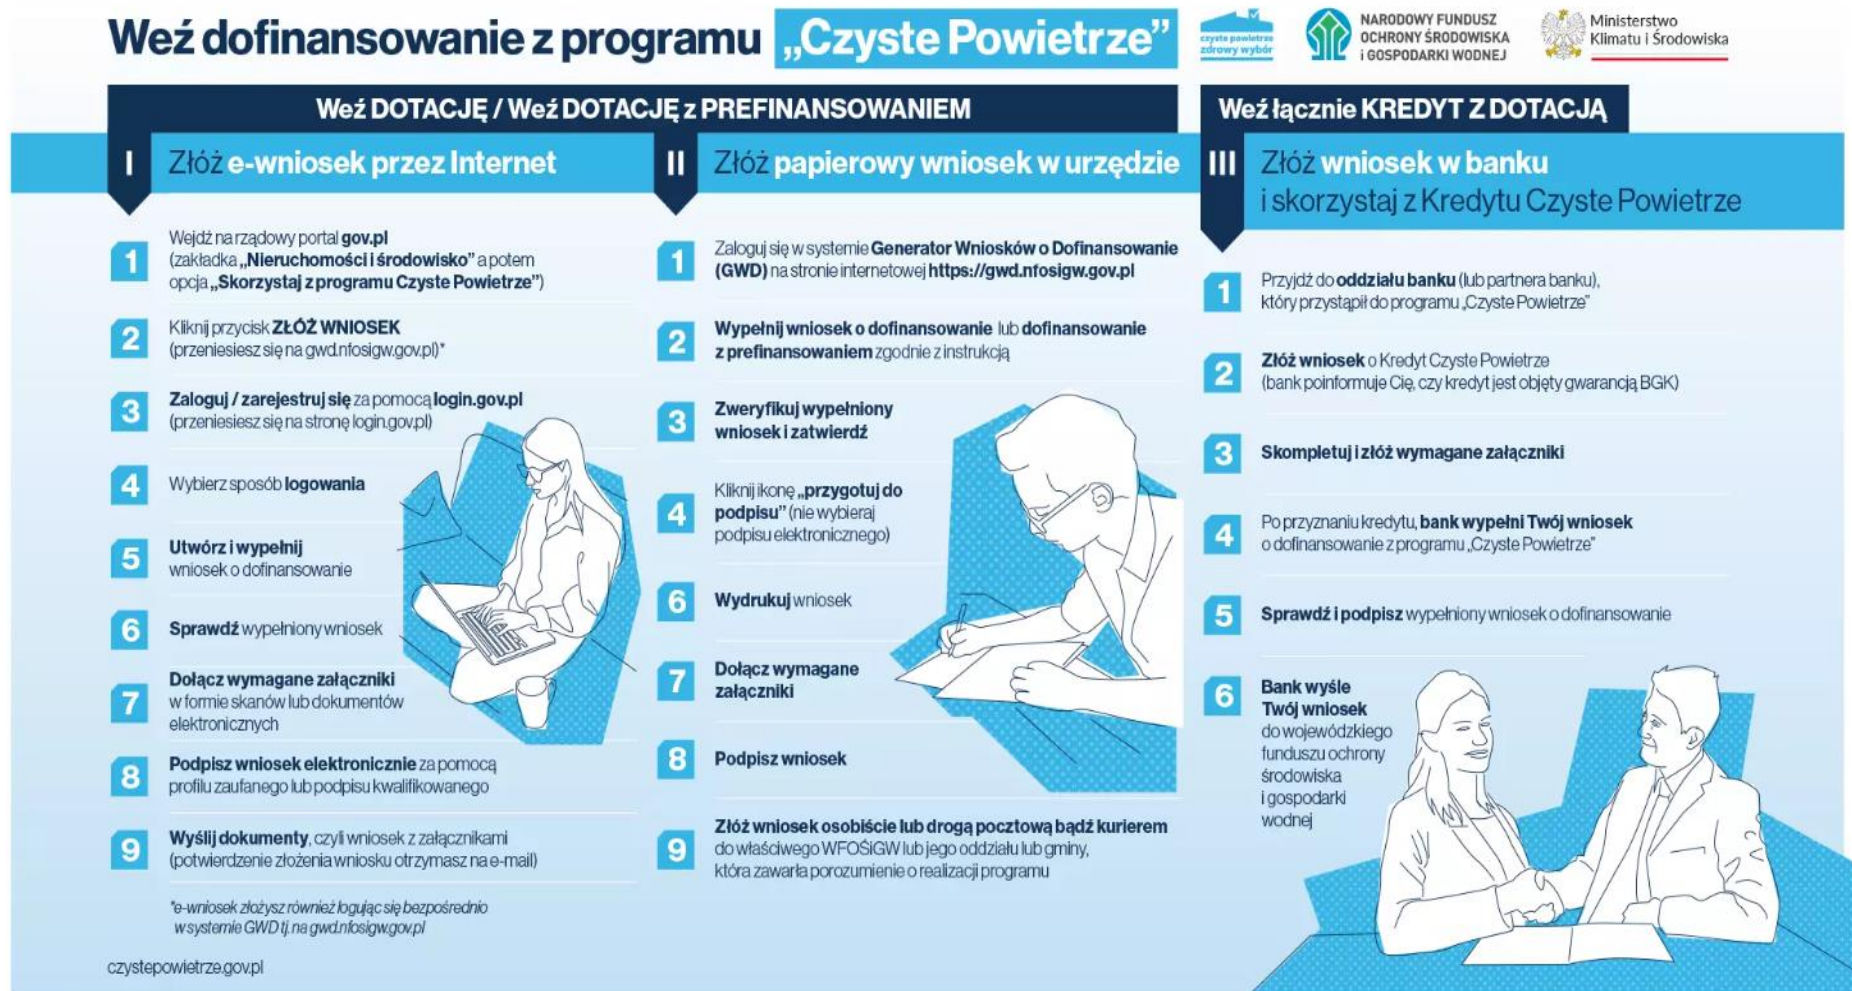 Weź dofinansowanie z programu „Czyste Powietrze”
czyste powietrze
zdrowy wybór
NARODOWY FUNDUSZ
OCHRONY ŚRODOWISKA
i GOSPODARKI WODNEJ
Ministerstwo
Klimatu i Środowiska
Weź DOTACJĘ / Weź DOTACJĘ z PREFINANSOWANIEM
I Złóż e-wniosek przez Internet
1 Wejdź na rządowy portal gov.pl
(zakładka „Nieruchomości i środowisko” a potem
opcja „Skorzystaj z programu Czyste Powietrze”)
2 Kliknij przycisk ZŁÓŻ WNIOSEK
(przeniesiesz się na gwd.nfosigw.gov.pl)*
3 Zaloguj / zarejestruj się za pomocą login.gov.pl
(przeniesiesz się na stronę login.gov.pl)
4 Wybierz sposób logowania
5 Utwórz i wypełnij
wniosek o dofinansowanie
6 Sprawdź wypełniony wniosek
7 Dołącz wymagane załączniki
w formie skanów lub dokumentów
elektronicznych
8 Podpisz wniosek elektronicznie za pomocą
profilu zaufanego lub podpisu kwalifikowanego
9 Wyślij dokumenty, czyli wniosek z załącznikami
(potwierdzenie złożenia wniosku otrzymasz na e-mail)
*e-wniosek złożysz również logując się bezpośrednio
w systemie GWD tj. na gwd.nfosigw.gov.pl
czystepowietrze.gov.pl
II Złóż papierowy wniosek w urzędzie
1 Zaloguj się w systemie Generator Wniosków o Dofinansowanie
(GWD) na stronie internetowej https://gwd.nfosigw.gov.pl
2 Wypełnij wniosek o dofinansowanie lub dofinansowanie
z prefinansowaniem zgodnie z instrukcją
3 Zweryfikuj wypełniony
wniosek i zatwierdź
4 Kliknij ikonę „przygotuj do
podpisu” (nie wybieraj
podpisu elektronicznego)
6 Wydrukuj wniosek
7 Dołącz wymagane
załączniki
8 Podpisz wniosek
9 Złóż wniosek osobiście lub drogą pocztową bądź kurierem
do właściwego WFOŚiGW lub jego oddziału lub gminy,
która zawarła porozumienie o realizacji programu
Weź łącznie KREDYT Z DOTACJĄ
III Złóż wniosek w banku
i skorzystaj z Kredytu Czyste Powietrze
1 Przyjdź do oddziału banku (lub partnera banku),
który przystąpił do programu „Czyste Powietrze”
2 Złóż wniosek o Kredyt Czyste Powietrze
(bank poinformuje Cię, czy kredyt jest objęty gwarancją BGK)
3 Skompletuj i złóż wymagane załączniki
4 Po przyznaniu kredytu, bank wypełni Twój wniosek
o dofinansowanie z programu „Czyste Powietrze”
5 Sprawdź i podpisz wypełniony wniosek o dofinansowanie
6 Bank wyśle
Twój wniosek
do wojewódzkiego
funduszu ochrony
środowiska
i gospodarki
wodnej